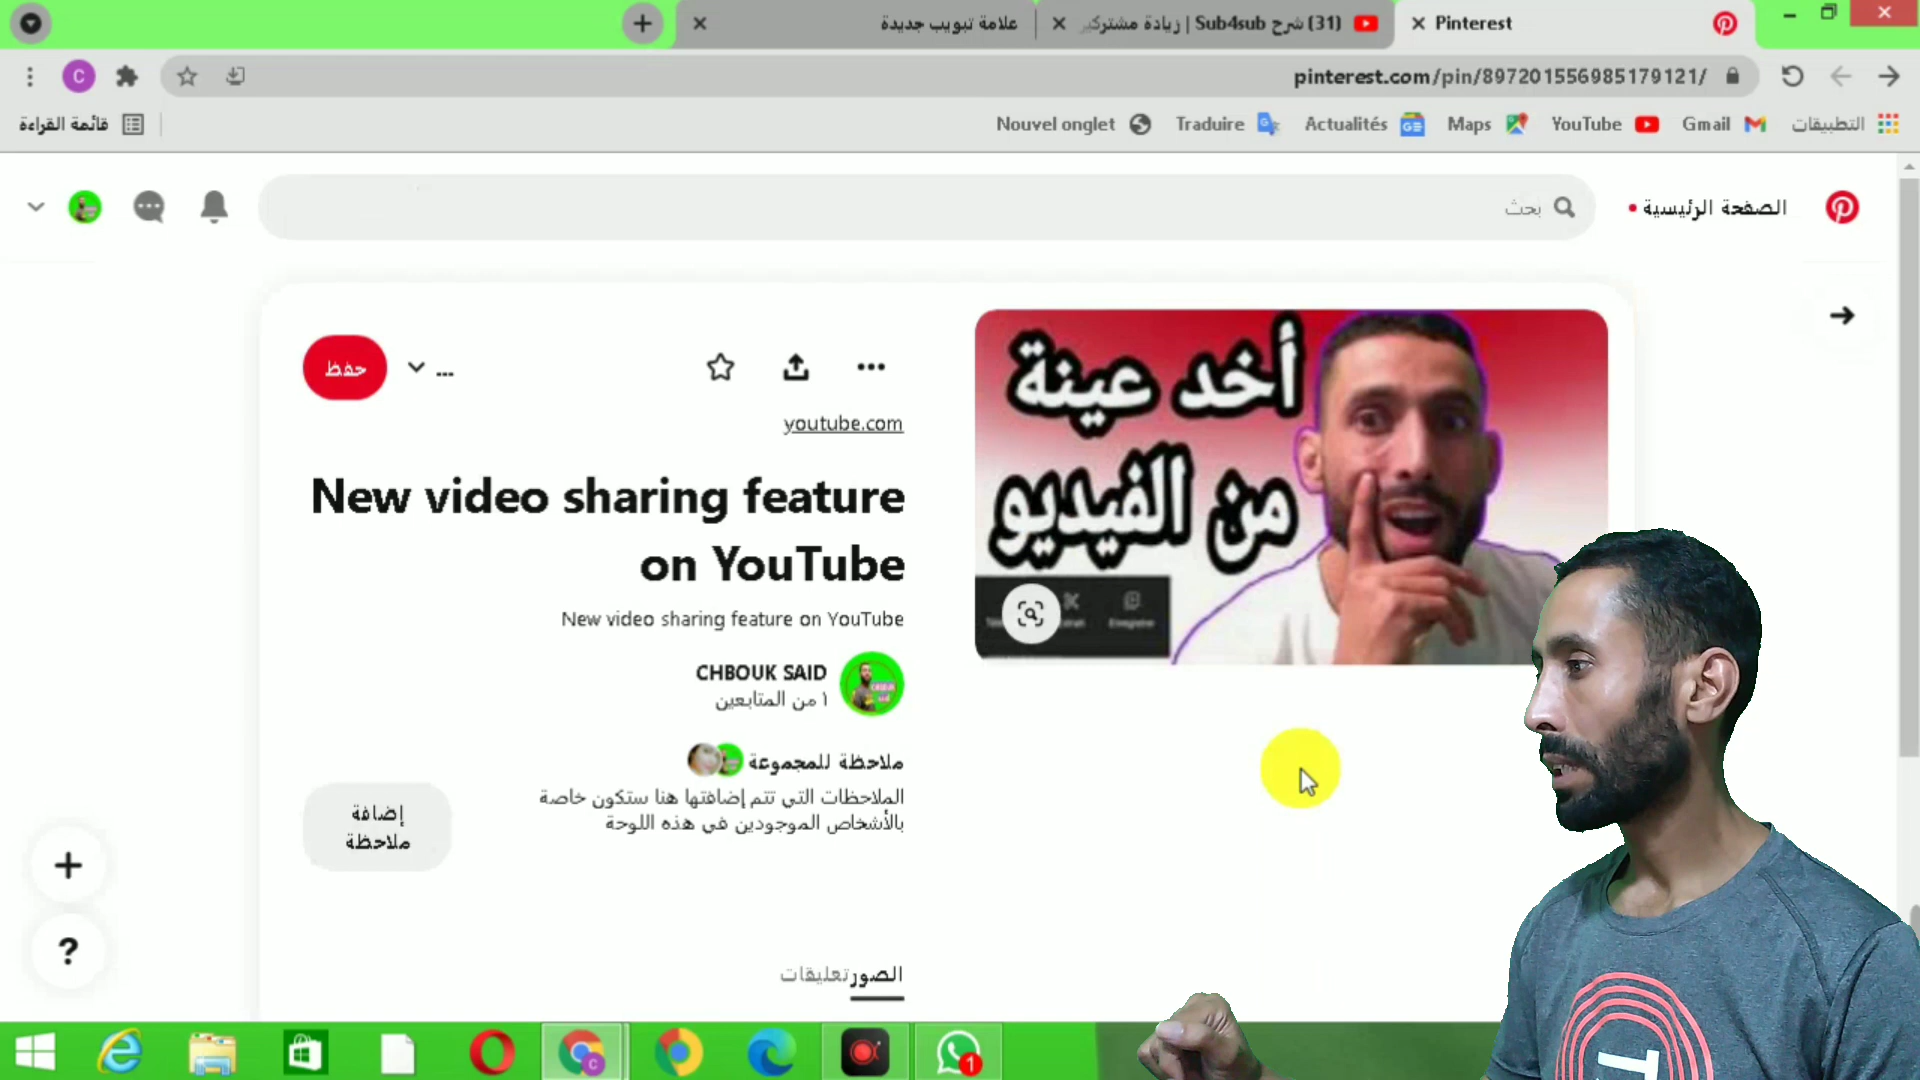 Pinterest
(31) شرح Sub4sub | زيادة مشتركي
علامة تبويب جديدة
pinterest.com/pin/897201556985179121/
C
التطبيقات
Gmail
YouTube
Maps
Actualités
Traduire
Nouvel onglet
قائمة القراءة
الصفحة الرئيسية
بحث
حفظ
...
youtube.com
New video sharing feature
on YouTube
New video sharing feature on YouTube
CHBOUK SAID
١ من المتابعين
ملاحظة للمجموعة
الملاحظات التي تتم إضافتها هنا ستكون خاصة
بالأشخاص الموجودين في هذه اللوحة
إضافة
ملاحظة
الصور
تعليقات
أخد عينة
من الفيديو
Enregistrer
+
?
1